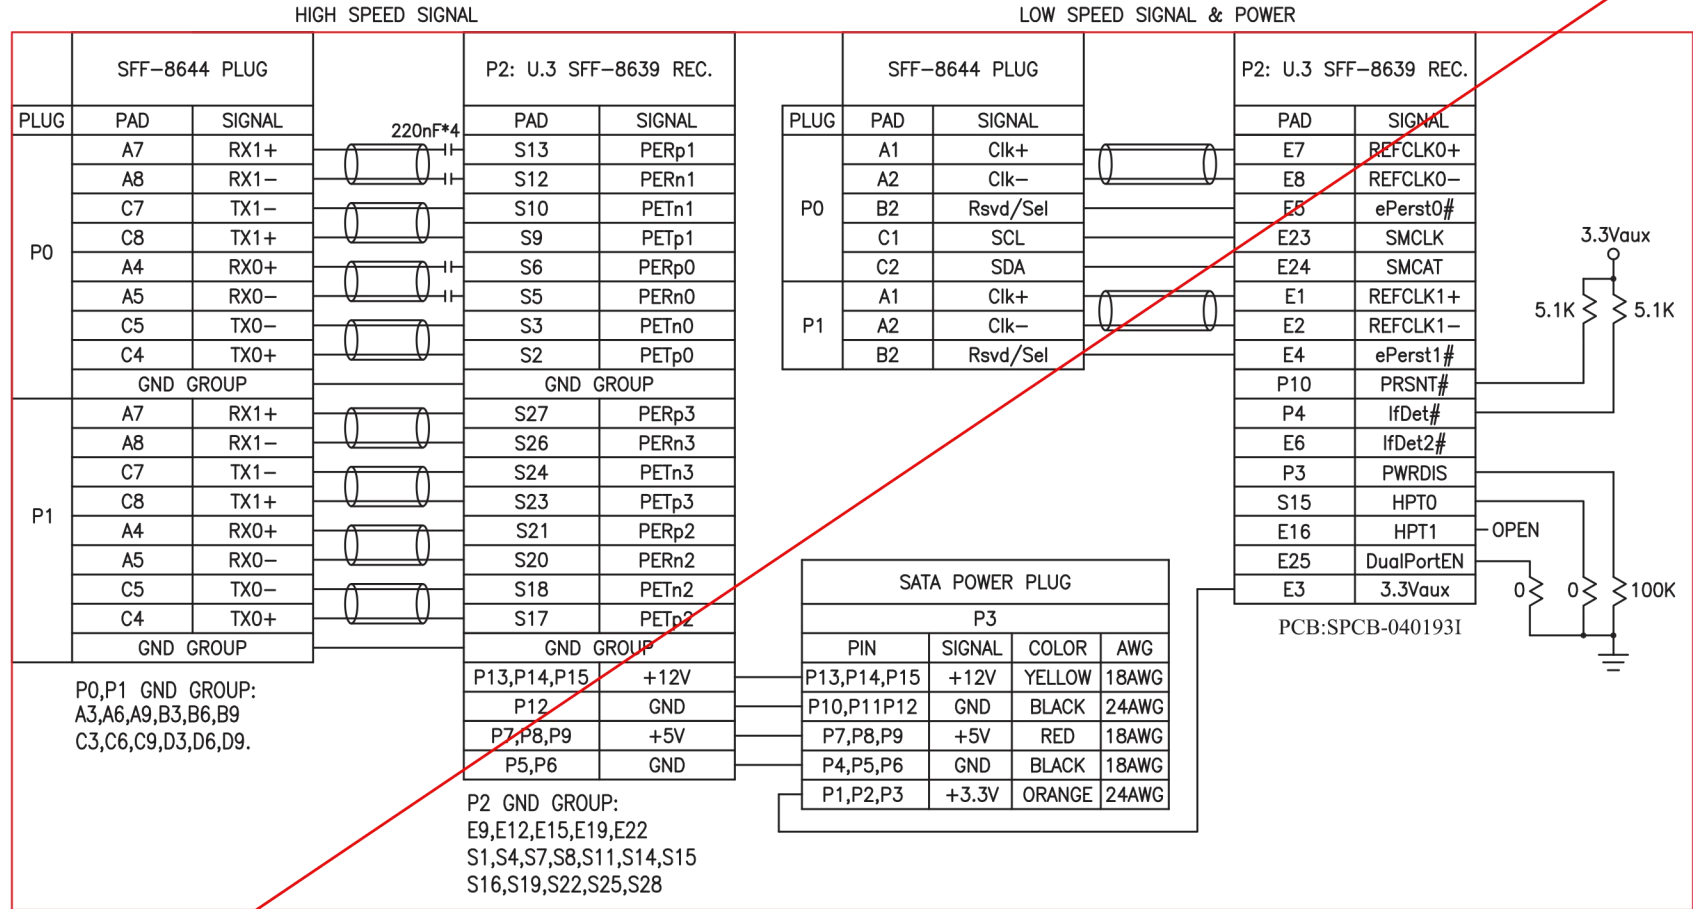 HIGH SPEED SIGNAL
SFF-8644 PLUG P2: U.3 SFF-8639 REC.
PLUG PAD SIGNAL 220nF*4 PAD SIGNAL
P0
A7 RX1+ S13 PERp1
A8 RX1- S12 PERn1
C7 TX1- S10 PETn1
C8 TX1+ S9 PETp1
A4 RX0+ S6 PERp0
A5 RX0- S5 PERn0
C5 TX0- S3 PETn0
C4 TX0+ S2 PETp0
GND GROUP GND GROUP
P1
A7 RX1+ S27 PERp3
A8 RX1- S26 PERn3
C7 TX1- S24 PETn3
C8 TX1+ S23 PETp3
A4 RX0+ S21 PERp2
A5 RX0- S20 PERn2
C5 TX0- S18 PETn2
C4 TX0+ S17 PETp2
GND GROUP GND GROUP
P13,P14,P15 +12V
P12 GND
P7,P8,P9 +5V
P5,P6 GND
P0,P1 GND GROUP:
A3,A6,A9,B3,B6,B9
C3,C6,C9,D3,D6,D9.
P2 GND GROUP:
E9,E12,E15,E19,E22
S1,S4,S7,S8,S11,S14,S15
S16,S19,S22,S25,S28
LOW SPEED SIGNAL & POWER
SFF-8644 PLUG P2: U.3 SFF-8639 REC.
PLUG PAD SIGNAL PAD SIGNAL
P0
A1 Clk+ E7 REFCLK0+
A2 Clk- E8 REFCLK0-
B2 Rsvd/Sel E5 ePerst0#
C1 SCL E23 SMCLK
C2 SDA E24 SMCAT
P1
A1 Clk+ E1 REFCLK1+
A2 Clk- E2 REFCLK1-
B2 Rsvd/Sel E4 ePerst1#
P10 PRSNT#
P4 IfDet#
E6 IfDet2#
P3 PWRDIS
S15 HPT0
E16 HPT1 OPEN
E25 DualPortEN
E3 3.3Vaux
3.3Vaux
5.1K 5.1K
0 0 100K
PCB:SPCB-040193I
SATA POWER PLUG
P3
PIN SIGNAL COLOR AWG
P13,P14,P15 +12V YELLOW 18AWG
P10,P11P12 GND BLACK 24AWG
P7,P8,P9 +5V RED 18AWG
P4,P5,P6 GND BLACK 18AWG
P1,P2,P3 +3.3V ORANGE 24AWG